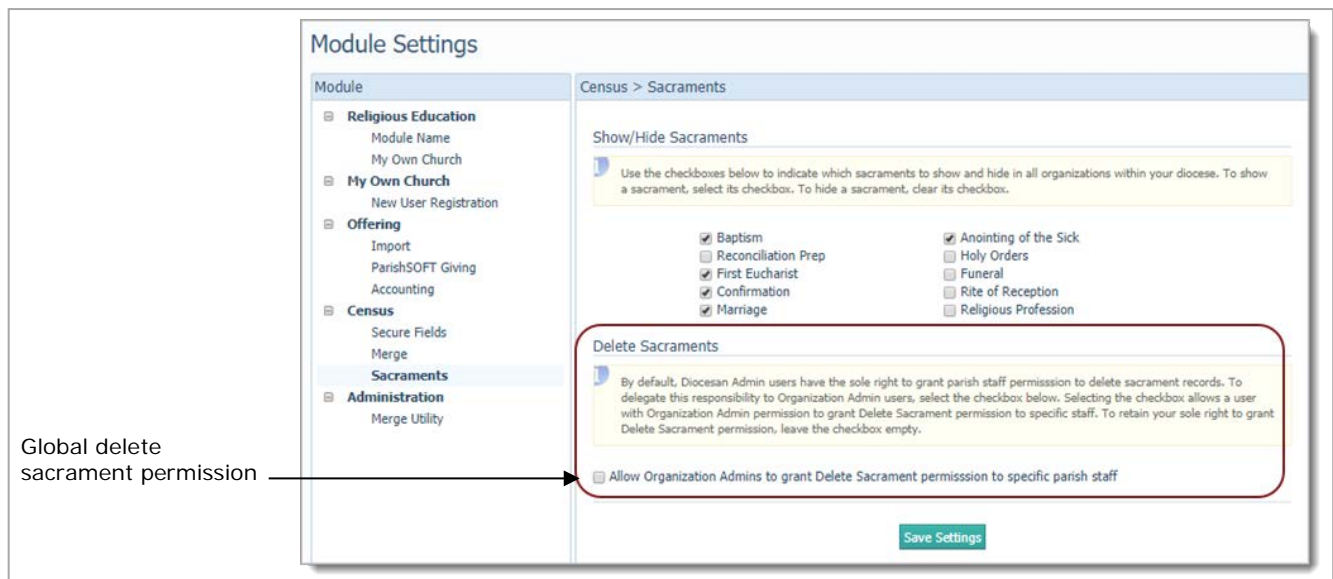 Module Settings
Module
Religious Education
Module Name
My Own Church
My Own Church
New User Registration
Offering
Import
ParishSOFT Giving
Accounting
Census
Secure Fields
Merge
Sacraments
Administration
Merge Utility
Census > Sacraments
Show/Hide Sacraments
Use the checkboxes below to indicate which sacraments to show and hide in all organizations within your diocese. To show
a sacrament, select its checkbox. To hide a sacrament, clear its checkbox.
Baptism
Reconciliation Prep
First Eucharist
Confirmation
Marriage
Anointing of the Sick
Holy Orders
Funeral
Rite of Reception
Religious Profession
Delete Sacraments
By default, Diocesan Admin users have the sole right to grant parish staff permisssion to delete sacrament records. To
delegate this responsibility to Organization Admin users, select the checkbox below. Selecting the checkbox allows a user
with Organization Admin permission to grant Delete Sacrament permission to specific staff. To retain your sole right to grant
Delete Sacrament permission, leave the checkbox empty.
Global delete
sacrament permission
Allow Organization Admins to grant Delete Sacrament permisssion to specific parish staff
Save Settings